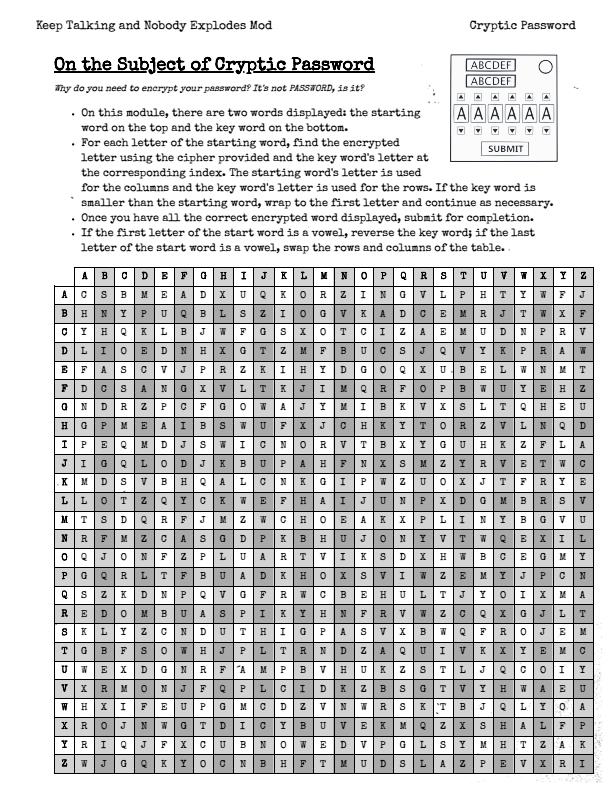 Keep Talking and Nobody Explodes Mod Cryptic Password
On the Subject of Cryptic Password
Why do you need to encrypt your password? It's not PASSWORD, is it?
ABCDEF
ABCDEF
A A A A A A
SUBMIT
• On this module, there are two words displayed: the starting
word on the top and the key word on the bottom.
• For each letter of the starting word, find the encrypted
letter using the cipher provided and the key word's letter at
the corresponding index. The starting word's letter is used
for the columns and the key word's letter is used for the rows. If the key word is
smaller than the starting word, wrap to the first letter and continue as necessary.
• Once you have all the correct encrypted word displayed, submit for completion.
• If the first letter of the start word is a vowel, reverse the key word; if the last
letter of the start word is a vowel, swap the rows and columns of the table.
A B C D E F G H I J K L M N O P Q R S T U V W X Y Z
A C S B M E A D X U Q K O R Z I N G V L P H T Y W F J
B H N Y P U Q B L S Z I O G V K A D C E M R J T W X F
C Y H Q K L B J W F G S X O T C I Z A E M U D N P R V
D L I O E D N H X G T Z M F B U C S J Q V Y K P R A W
E F A S C V J P R Z K I H Y D G O Q X U B E L W N M T
F D C S A N G X V L T K J I M Q R F O P B W U Y E H Z
G N D R Z P C F G O W A J Y M I B K V X S L T Q H E U
H G P M E A I B S W U F X J C H K Y T O R Z V L N Q D
I P E Q M D J S W I C N O R V T B X Y G U H K Z F L A
J I G Q L O D J K B U P A H F N X S M Z Y R V E T W C
K M D S V B H Q A L C N K G I P W Z U O X J T F R Y E
L L O T Z Q Y C K W E F H A I J U N P X D G M B R S V
M T S D Q R F J M Z W C H O E A K X P L I N Y B G V U
N R F M Z C A S G D P K B H U J O N Y V T W Q E X I L
O Q J O N F Z P L U A R T V I K S D X H W B C E G M Y
P G Q R L T F B U A D K H O X S V I W Z E M Y J P C N
Q S Z K D N P Q V G F R W C B E H U L T J Y O I X M A
R E D O M B U A S P I K Y H N F R V W Z C Q X G J L T
S K L Y Z C N D U T H I G P A S V X B W Q F R O J E M
T G B F S O W H J P L T R N D Z A Q U I V K X Y E M C
U W E X D G N R F A M P B V H U K Z S T L J Q C O I Y
V X R M O N J F Q P L C I D K Z B S G T V Y H W A E U
W H X I F E U P G M C D Z V N W R S K T B J Q L Y O A
X R O J N W G T D I C Y B U V E K M Q Z X S H A L F P
Y R I Q J F X C U B N O W E D V P G L S Y M H T Z A K
Z W J G Q K Y O C N B H F T M U D S L A Z P E V X R I